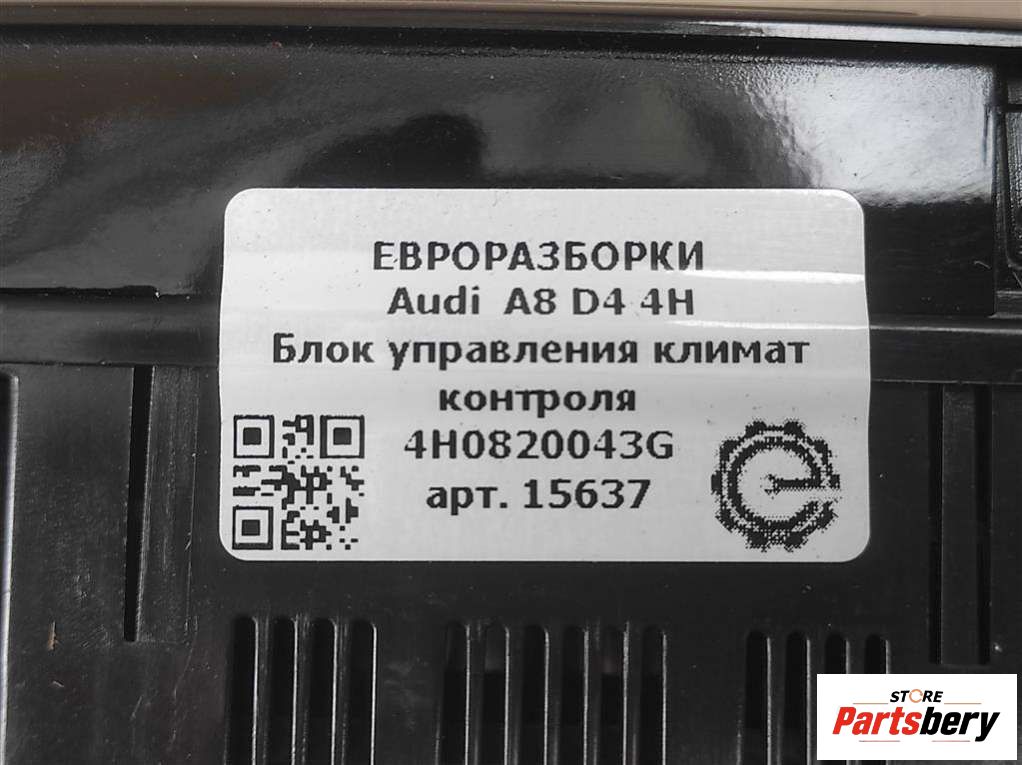 ЕВРОРАЗБОРКИ
Audi A8 D4 4H
Блок управления климат
контроля
4H0820043G
арт. 15637
STORE
Partsbery